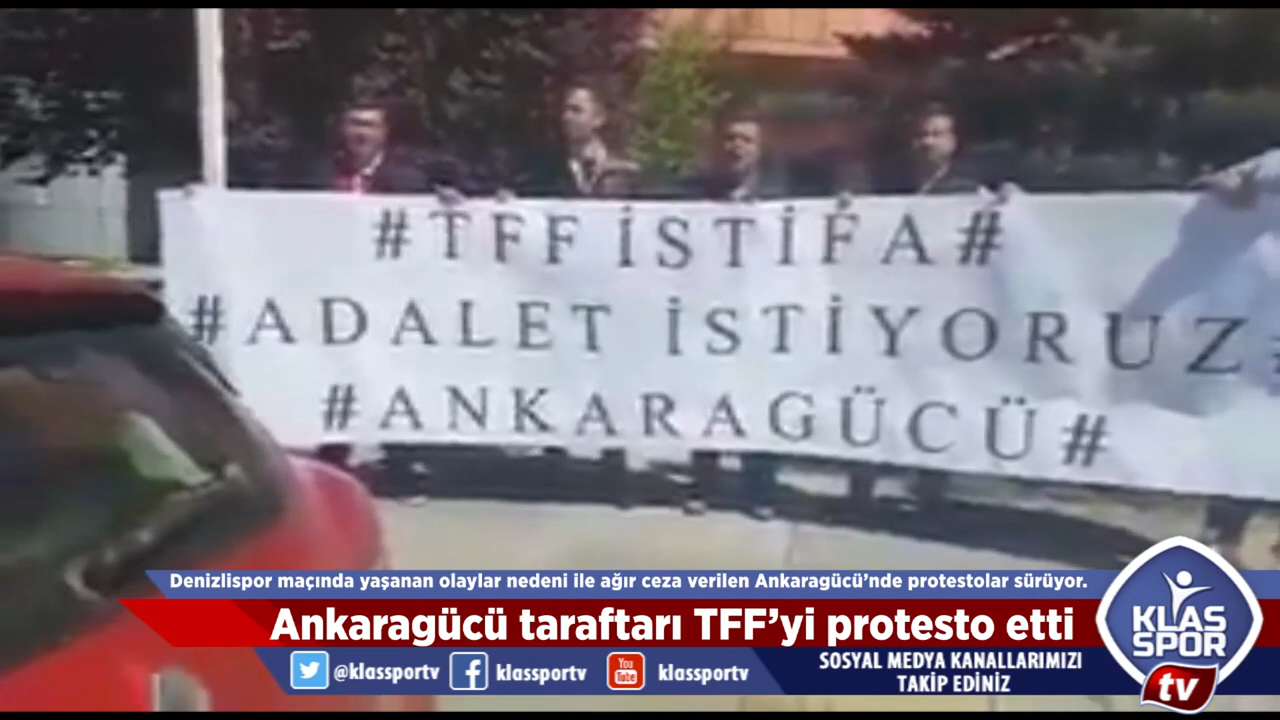 #TFF İSTİFA#
#ADALET İSTİYORUZ#
#ANKARAGÜCÜ#
Denizlispor maçında yaşanan olaylar nedeni ile ağır ceza verilen Ankaragücü’nde protestolar sürüyor.
Ankaragücü taraftarı TFF’yi protesto etti
@klassportv klassportv You Tube klassportv
SOSYAL MEDYA KANALLARIMIZI
TAKİP EDİNİZ
KLAS
SPOR
tv